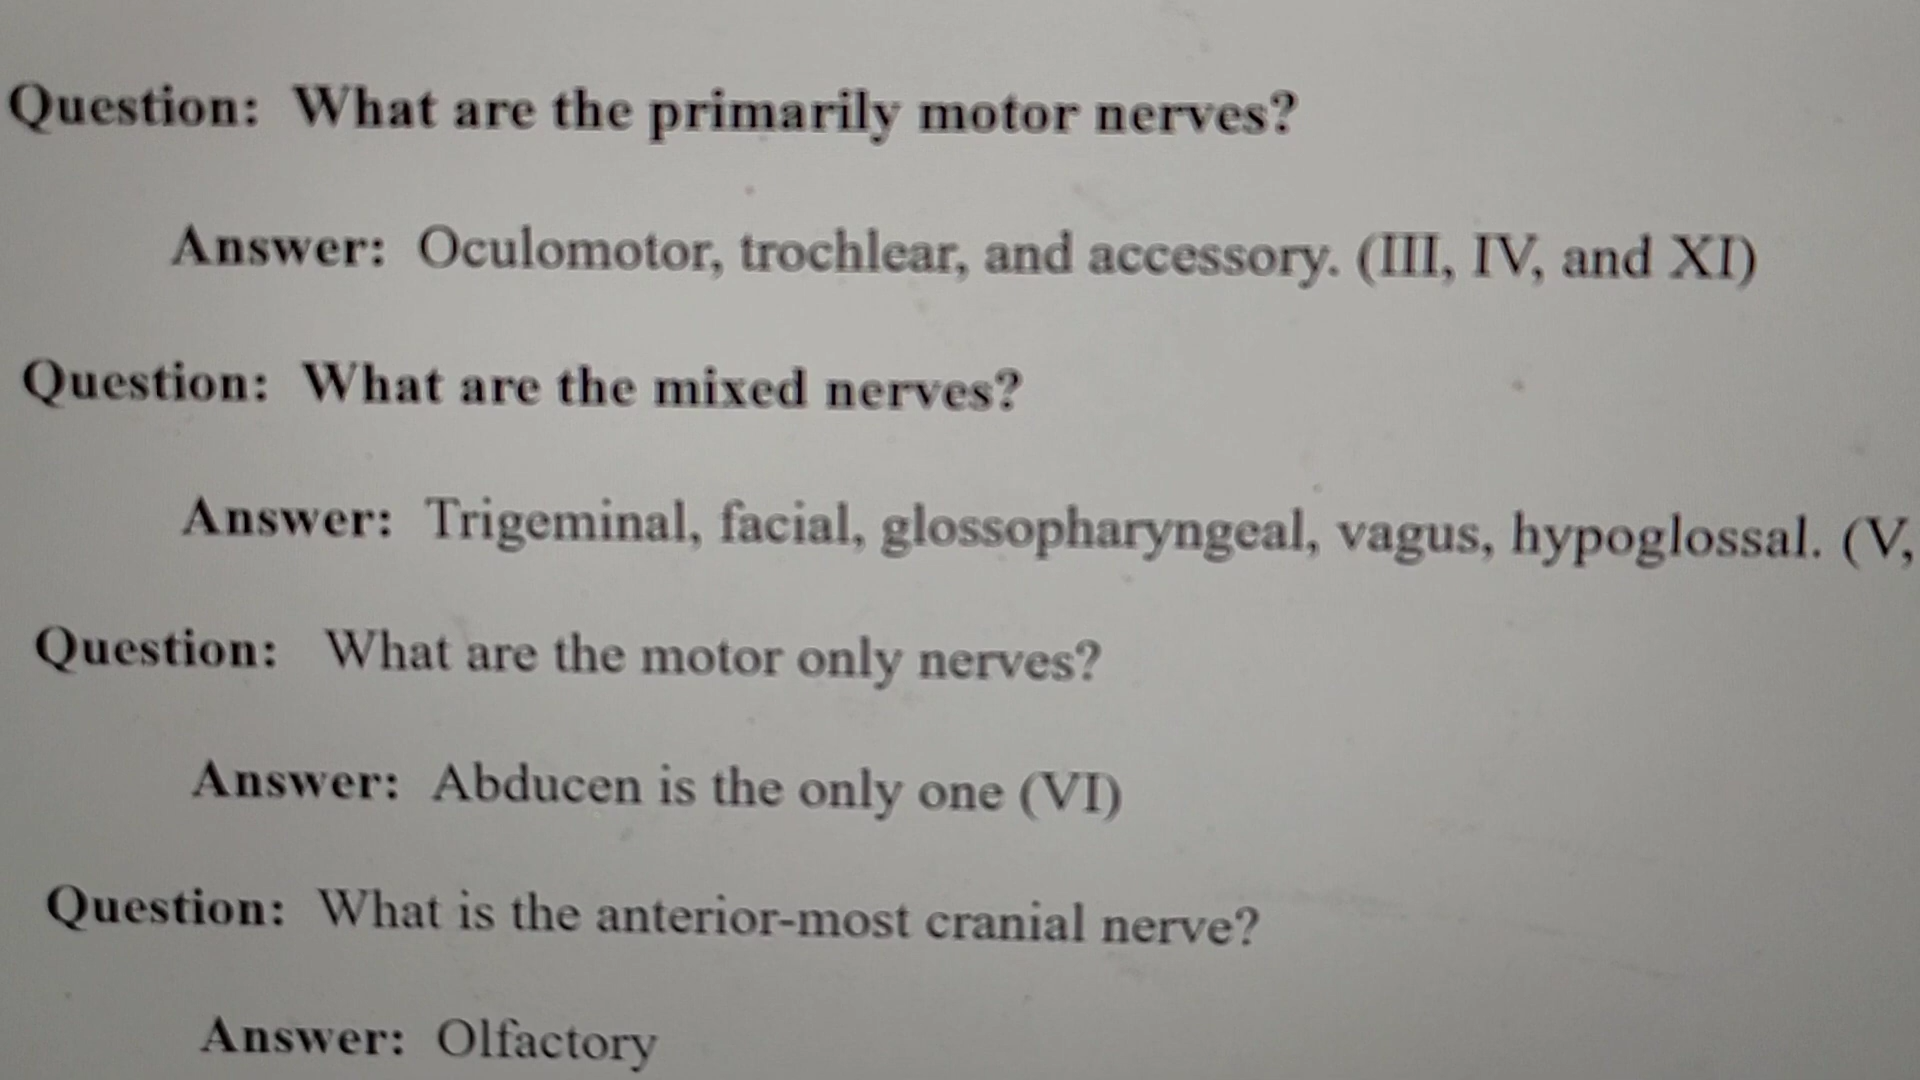 Question: What are the primarily motor nerves?
Answer: Oculomotor, trochlear, and accessory. (III, IV, and XI)
Question: What are the mixed nerves?
Answer: Trigeminal, facial, glossopharyngeal, vagus, hypoglossal. (V,
Question: What are the motor only nerves?
Answer: Abducen is the only one (VI)
Question: What is the anterior-most cranial nerve?
Answer: Olfactory